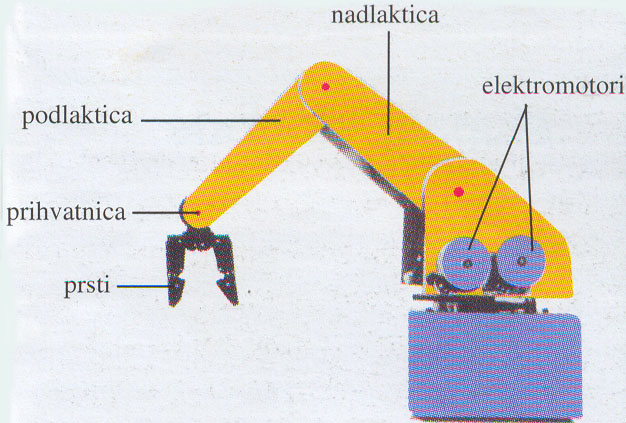 nadlaktica
elektromotori
podlaktica
prihvatnica
prsti